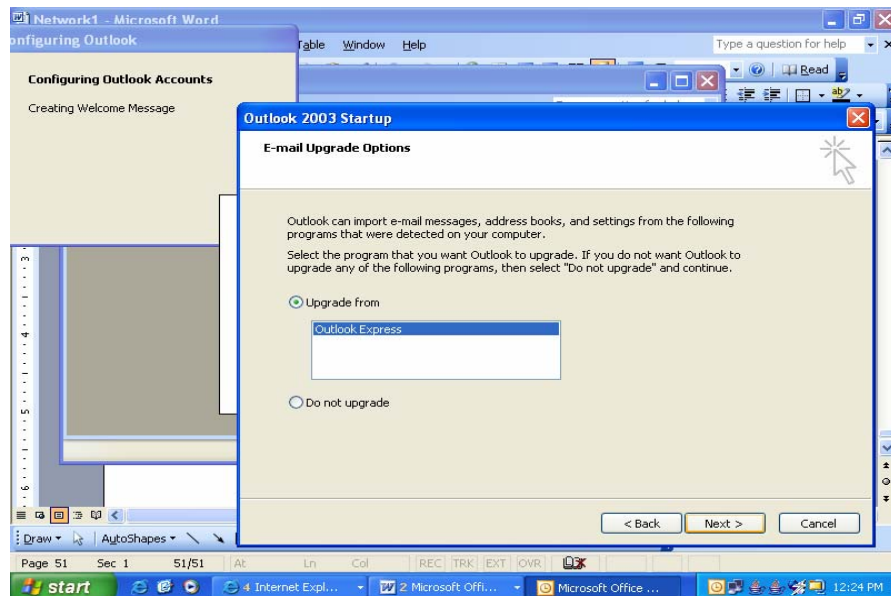 Network1 - Microsoft Word
onfiguring Outlook
Table Window Help
Type a question for help
Configuring Outlook Accounts
Read
Creating Welcome Message
Outlook 2003 Startup
E-mail Upgrade Options
Outlook can import e-mail messages, address books, and settings from the following
programs that were detected on your computer.
Select the program that you want Outlook to upgrade. If you do not want Outlook to
upgrade any of the following programs, then select "Do not upgrade" and continue.
Upgrade from
Outlook Express
Do not upgrade
< Back Next > Cancel
Draw AutoShapes
Page 51 Sec 1 51/51 At Ln Col REC TRK EXT OVR
start 4 Internet Expl... 2 Microsoft Offi... Microsoft Office ... 12:24 PM